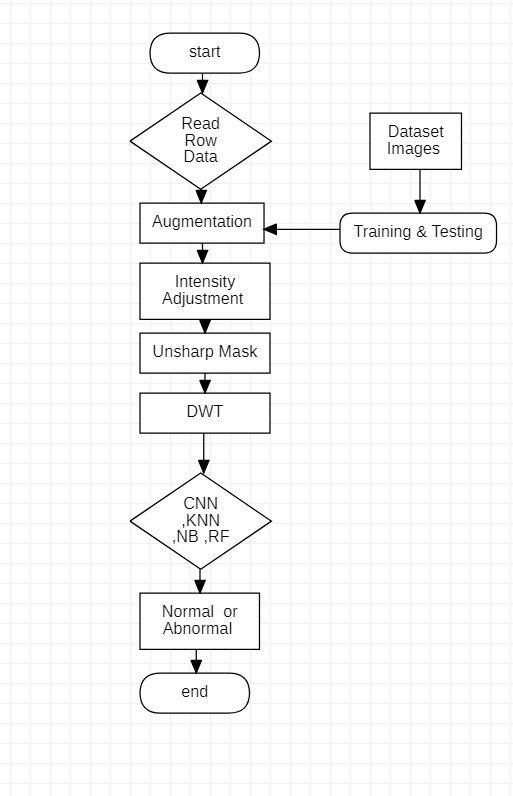 start
Read
Row
Data
Dataset
Images
Augmentation
Training & Testing
Intensity
Adjustment
Unsharp Mask
DWT
CNN
,KNN
,NB ,RF
Normal or
Abnormal
end